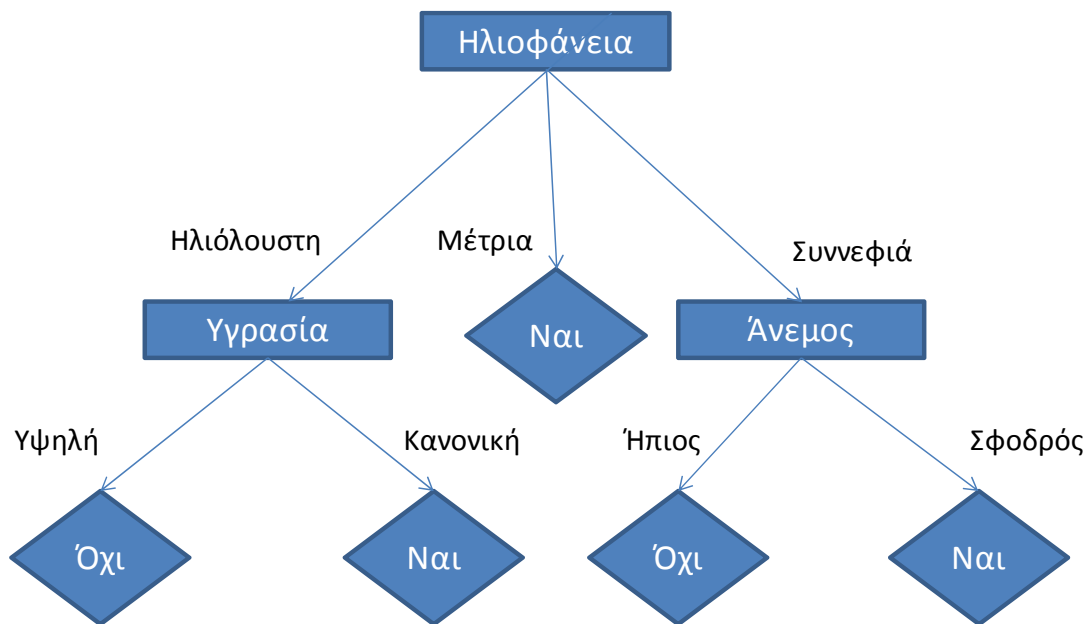 Ηλιοφάνεια
Ηλιόλουστη
Μέτρια
Συννεφιά
Υγρασία
Ναι
Άνεμος
Υψηλή
Κανονική
Ήπιος
Σφοδρός
Όχι
Ναι
Όχι
Ναι